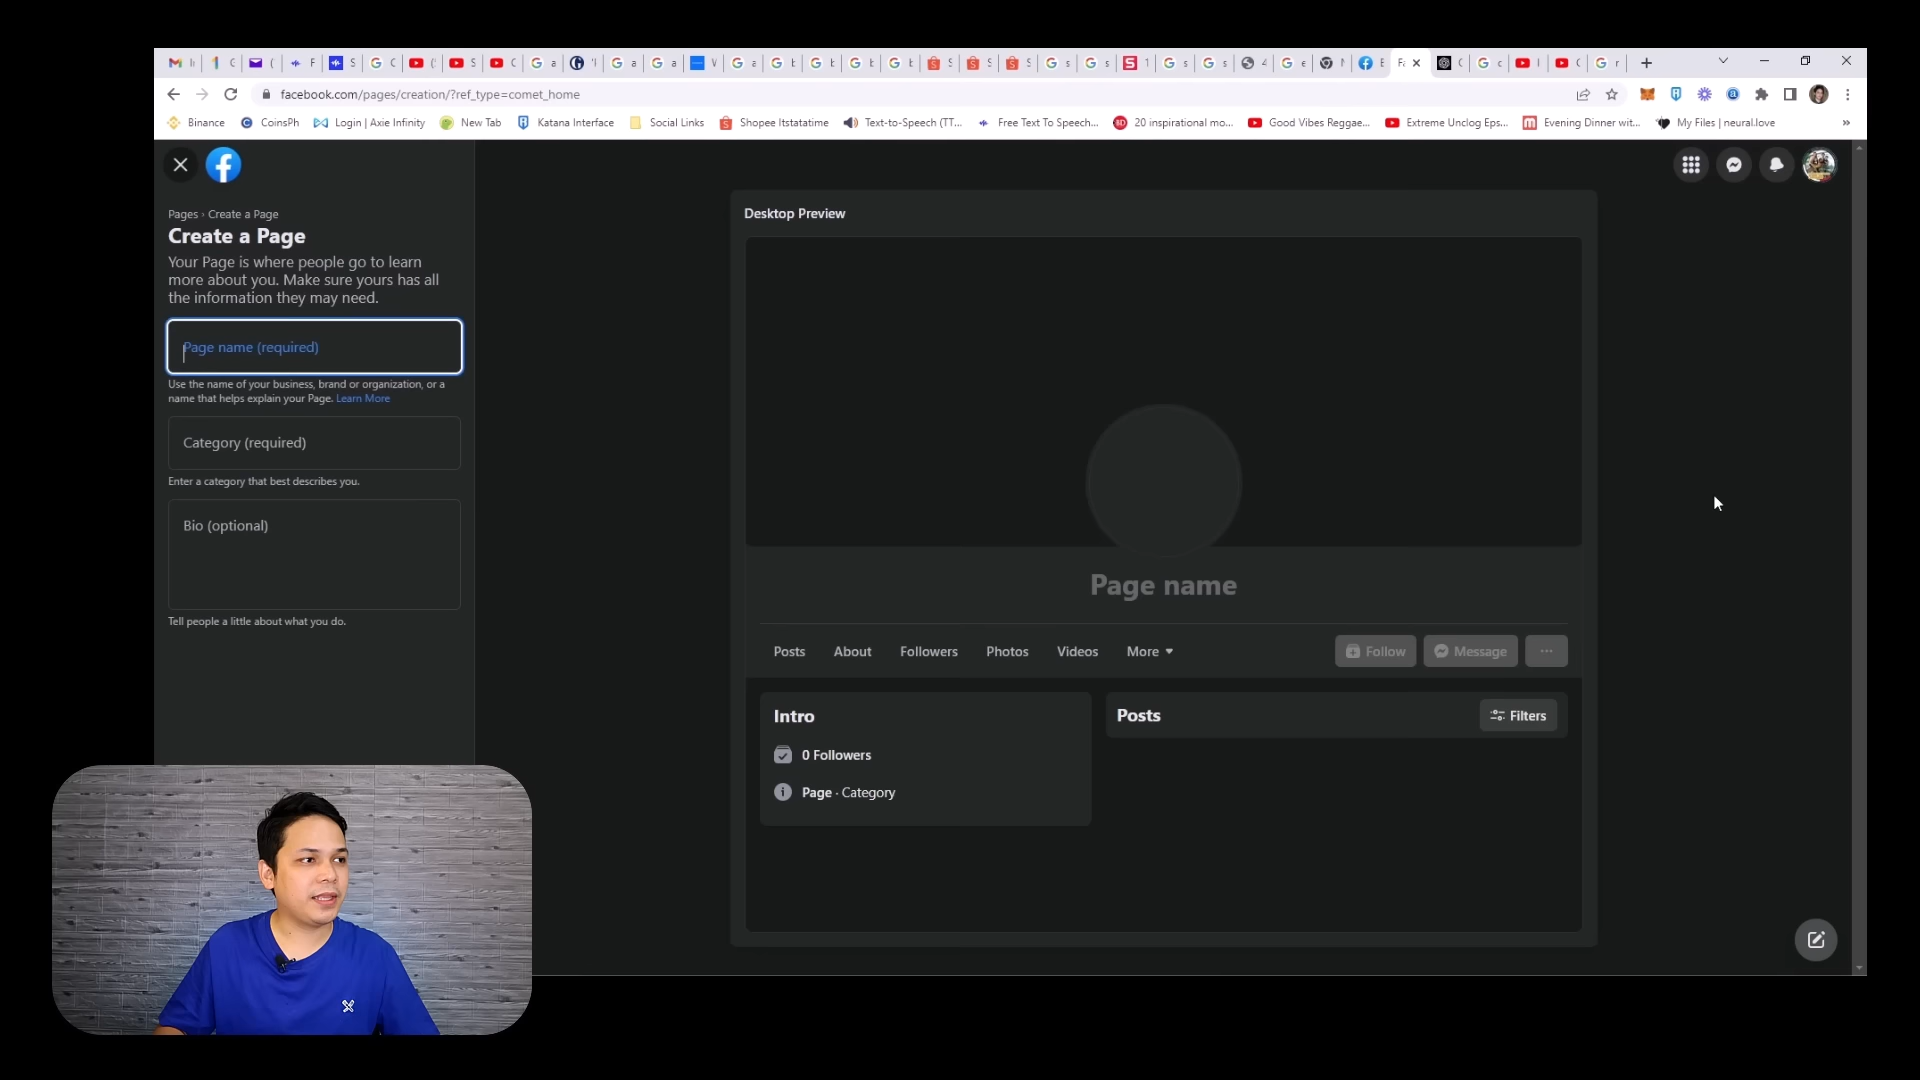 facebook.com/pages/creation/?ref_type=comet_home
Binance CoinsPh Login | Axie Infinity New Tab Katana Interface Social Links Shopee Itstatatime Text-to-Speech (TT... Free Text To Speech... 20 inspirational mo... Good Vibes Reggae... Extreme Unclog Eps... Evening Dinner wit... My Files | neural.love
Pages › Create a Page
Create a Page
Your Page is where people go to learn
more about you. Make sure yours has all
the information they may need.
Page name (required)
Use the name of your business, brand or organization, or a
name that helps explain your Page. Learn More
Category (required)
Enter a category that best describes you.
Bio (optional)
Tell people a little about what you do.
Desktop Preview
Page name
Posts About Followers Photos Videos More Follow Message
Intro
0 Followers
Page · Category
Posts Filters